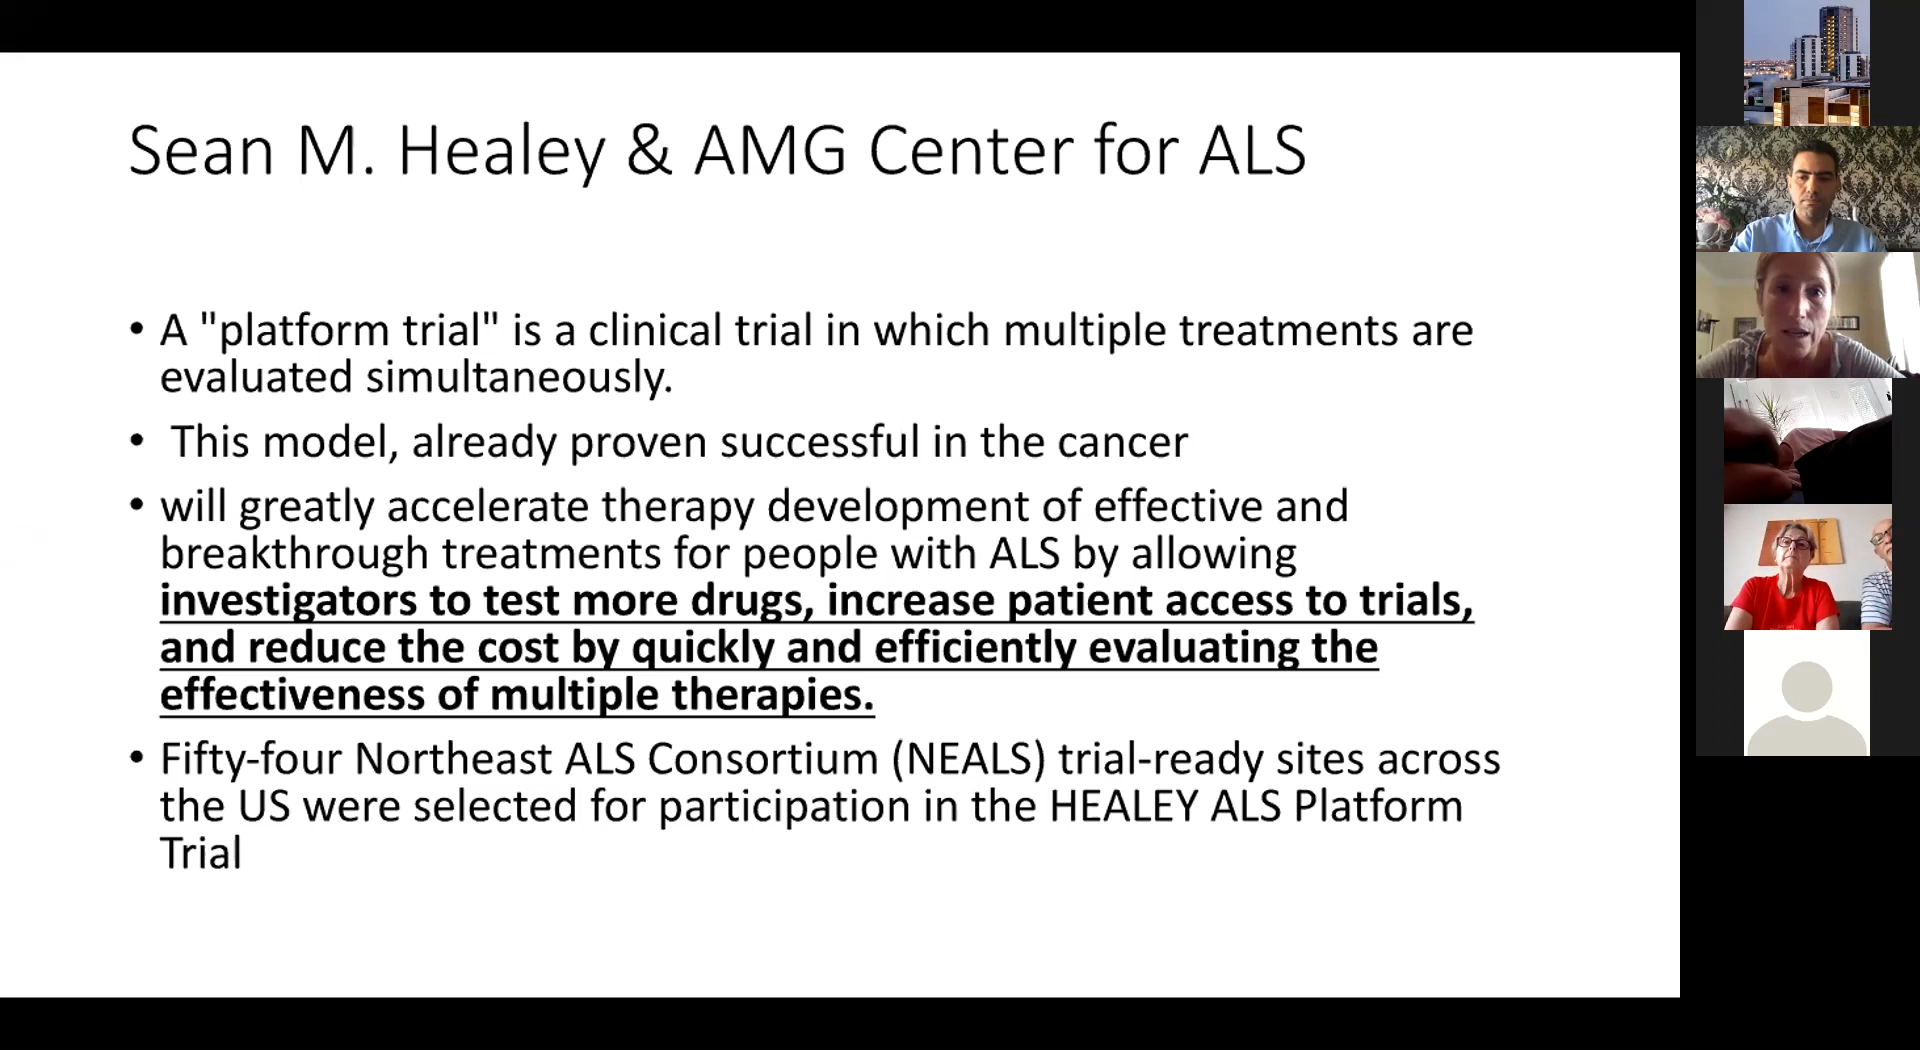 Sean M. Healey & AMG Center for ALS
• A "platform trial" is a clinical trial in which multiple treatments are
evaluated simultaneously.
• This model, already proven successful in the cancer
• will greatly accelerate therapy development of effective and
breakthrough treatments for people with ALS by allowing
investigators to test more drugs, increase patient access to trials,
and reduce the cost by quickly and efficiently evaluating the
effectiveness of multiple therapies.
• Fifty-four Northeast ALS Consortium (NEALS) trial-ready sites across
the US were selected for participation in the HEALEY ALS Platform
Trial